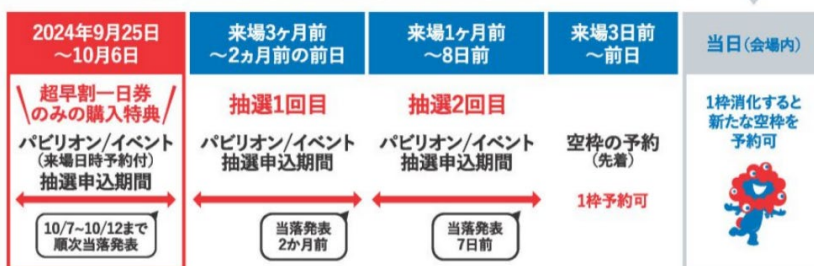 2024年9月25日
～10月6日
超早割一日券
のみの購入特典
パビリオン/イベント
(来場日時予約付)
抽選申込期間
10/7~10/12まで
順次当落発表
来場3ヶ月前
～2ヵ月前の前日
抽選1回目
パビリオン/イベント
抽選申込期間
当落発表
2か月前
来場1ヶ月前
～8日前
抽選2回目
パビリオン/イベント
抽選申込期間
当落発表
7日前
来場3日前
～前日
空枠の予約
(先着)
1枠予約可
当日(会場内)
1枠消化すると
新たな空枠を
予約可